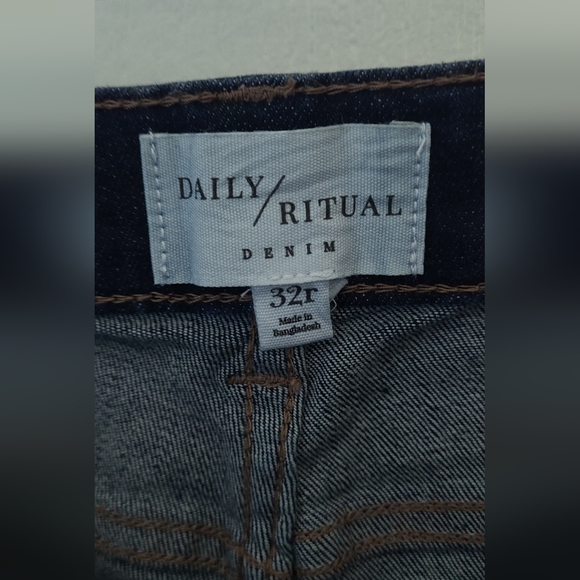 DAILY/
RITUAL
DENIM
32r
Made in
Bangladesh